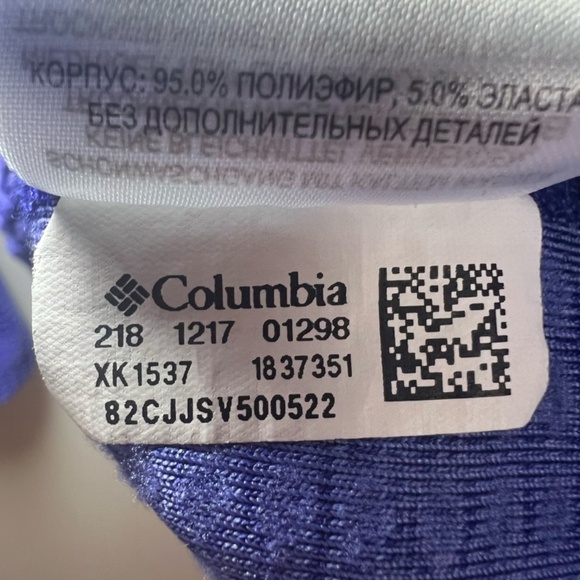 КОРПУС: 95.0% ПОЛИЭФИР, 5.0% ЭЛАСТА
БЕЗ ДОПОЛНИТЕЛЬНЫХ ДЕТАЛЕЙ
Columbia
218 1217 01298
XK1537 1837351
82CJJSV500522